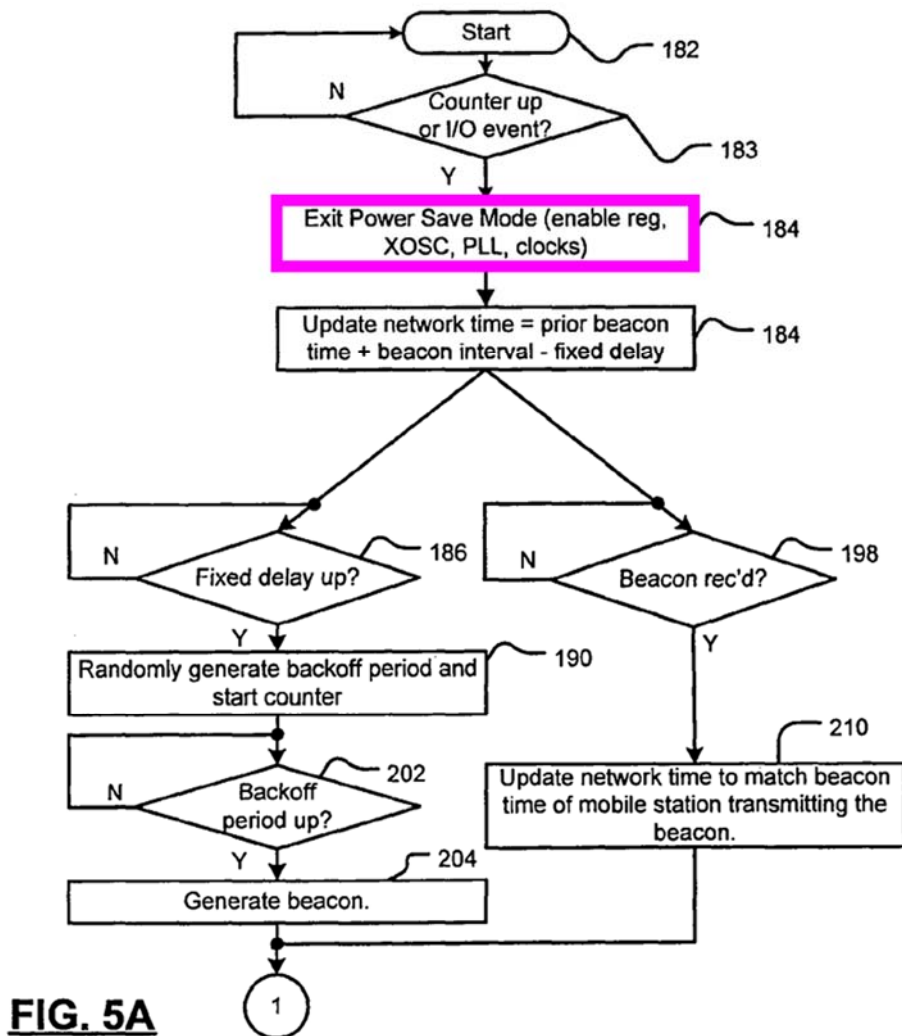 Start
182
N
Counter up
or I/O event?
183
Y
Exit Power Save Mode (enable reg,
XOSC, PLL, clocks)
184
Update network time = prior beacon
time + beacon interval - fixed delay
184
N
186
Fixed delay up?
Y
N
198
Beacon rec'd?
Y
190
Randomly generate backoff period and
start counter
N
202
Backoff
period up?
Y
210
Update network time to match beacon
time of mobile station transmitting the
beacon.
204
Generate beacon.
1
FIG. 5A